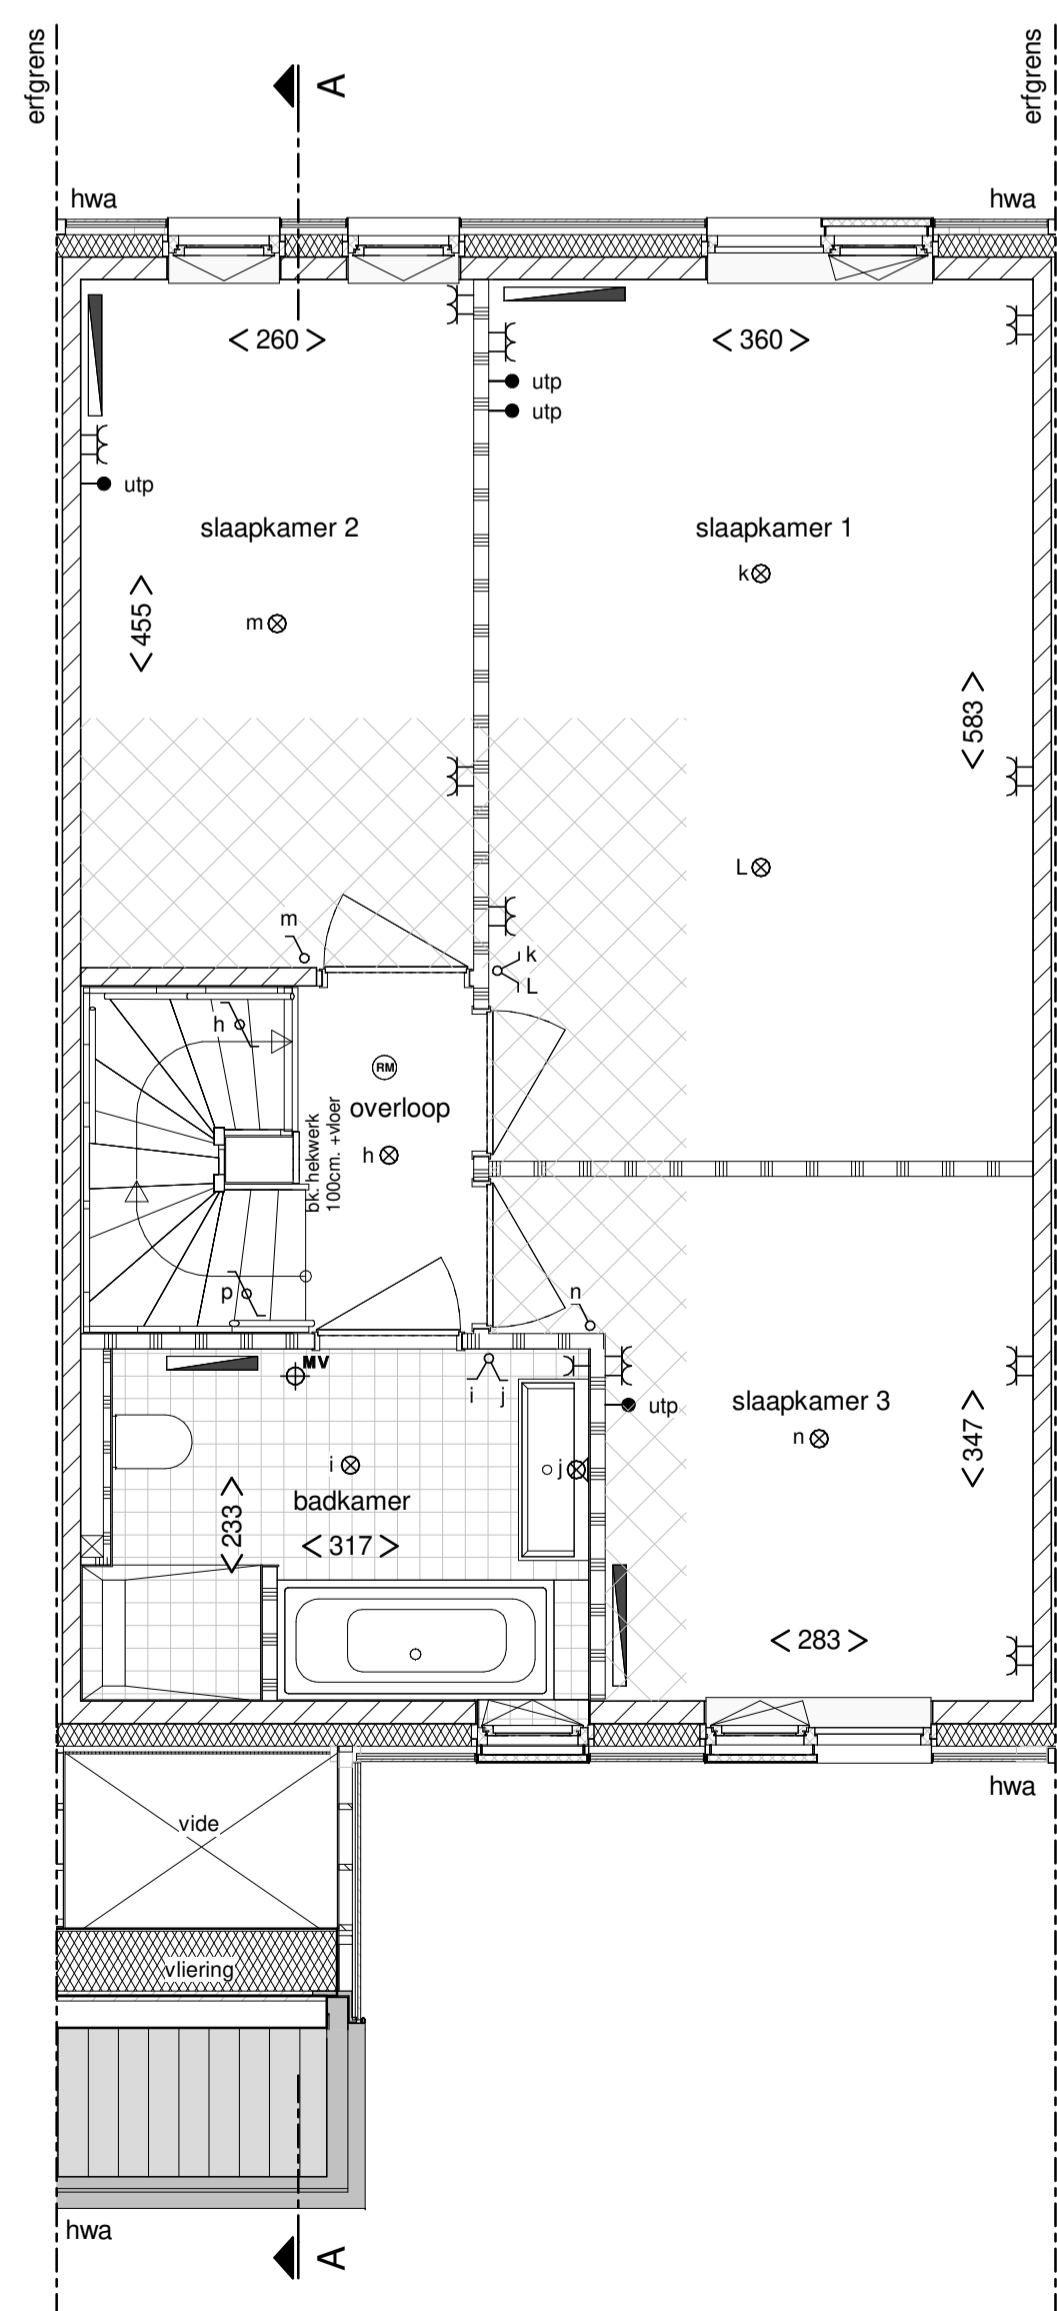 erfgrens
erfgrens
A
hwa
hwa
< 260 >
< 360 >
utp
utp
utp
slaapkamer 2
slaapkamer 1
k
m
< 455 >
< 583 >
L
m
k
L
h
RM
overloop
h
bk. hekwerk
100cm. +vloer
p
n
MV
i j
utp
slaapkamer 3
n
< 347 >
i
j
badkamer
< 233 >
< 317 >
< 283 >
hwa
vide
vliering
hwa
A